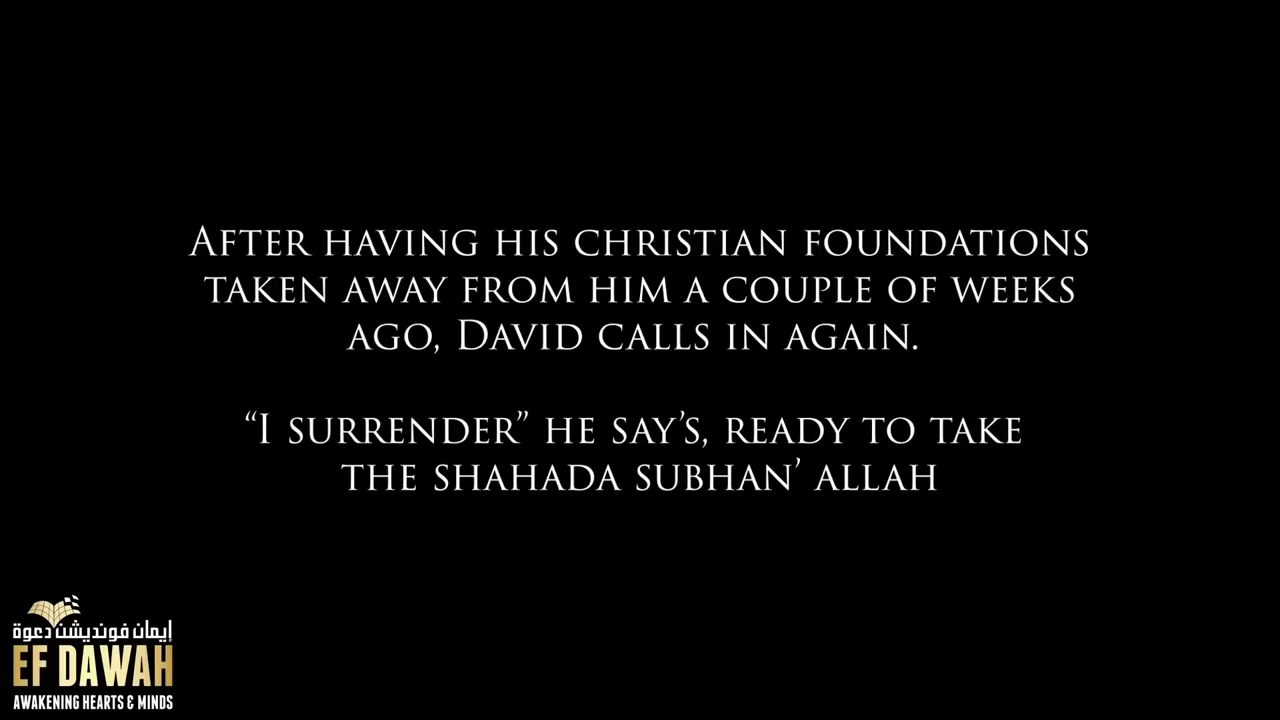 After having his christian foundations
taken away from him a couple of weeks
ago, David calls in again.
“I surrender” he say’s, ready to take
the shahada subhan’ Allah
إيمان فونديشن دعوة
EF DAWAH
AWAKENING HEARTS & MINDS